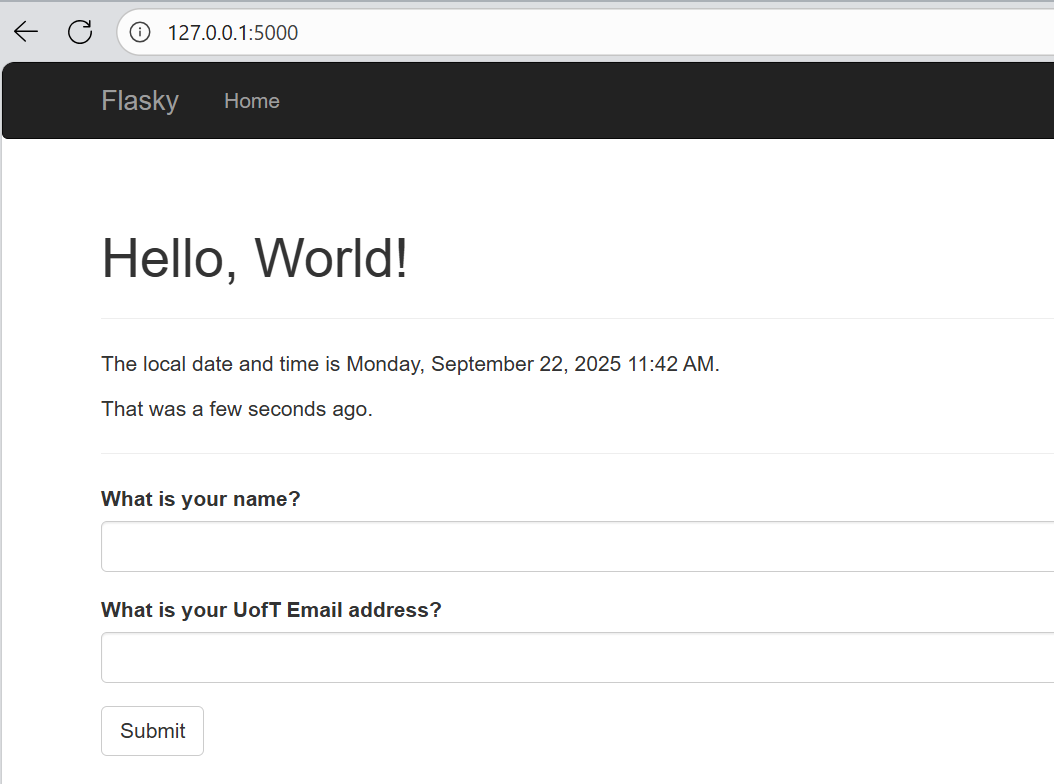 127.0.0.1:5000
Flasky Home
Hello, World!
The local date and time is Monday, September 22, 2025 11:42 AM.
That was a few seconds ago.
What is your name?
What is your UofT Email address?
Submit